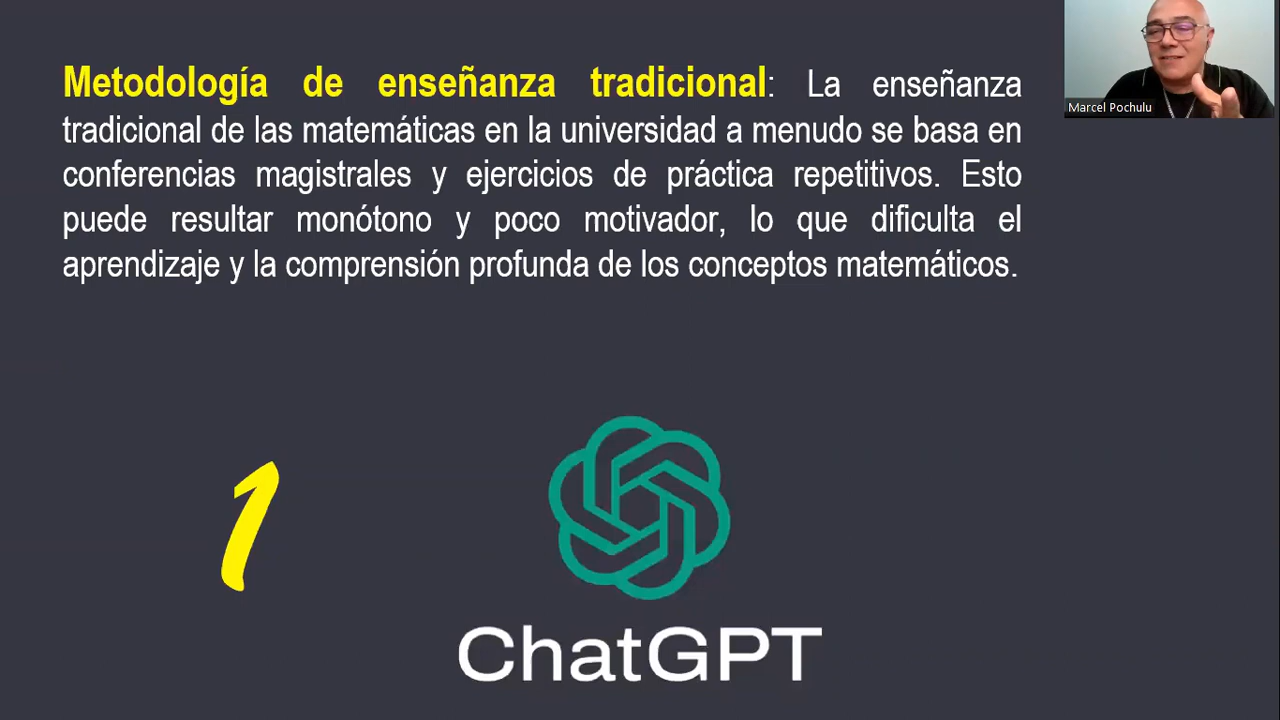 Metodología de enseñanza tradicional: La enseñanza
tradicional de las matemáticas en la universidad a menudo se basa en
conferencias magistrales y ejercicios de práctica repetitivos. Esto
puede resultar monótono y poco motivador, lo que dificulta el
aprendizaje y la comprensión profunda de los conceptos matemáticos.
Marcel Pochulu
1
ChatGPT